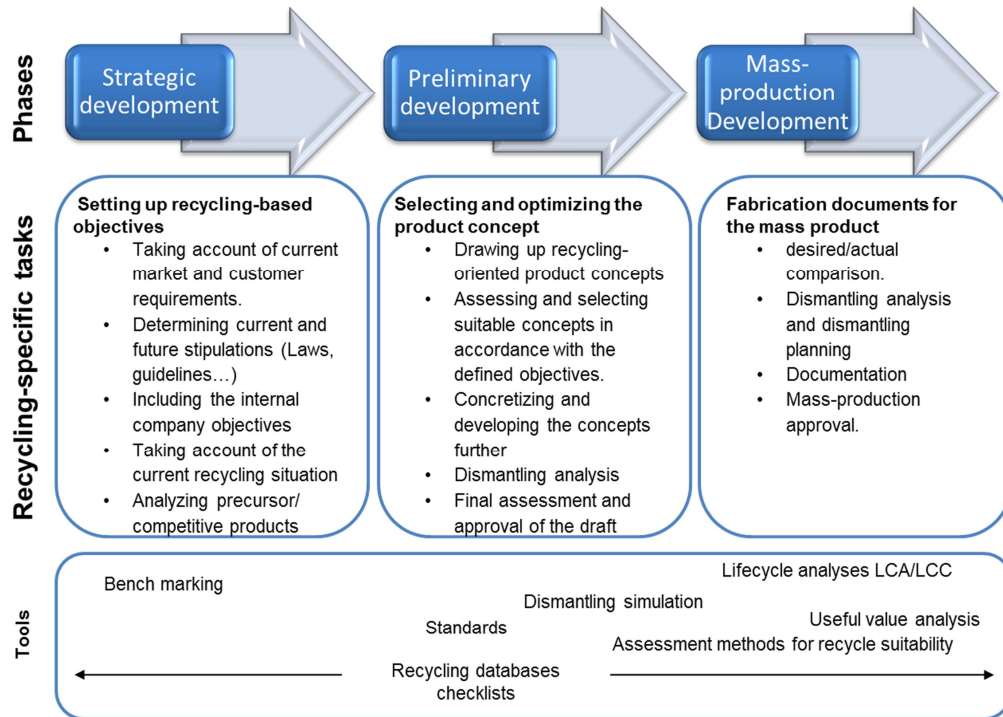 Phases
Strategic
development
Preliminary
development
Mass-
production
Development
Recycling-specific tasks
Setting up recycling-based
objectives
• Taking account of current
market and customer
requirements.
• Determining current and
future stipulations (Laws,
guidelines…)
• Including the internal
company objectives
• Taking account of the
current recycling situation
• Analyzing precursor/
competitive products
Selecting and optimizing the
product concept
• Drawing up recycling-
oriented product concepts
• Assessing and selecting
suitable concepts in
accordance with the
defined objectives.
• Concretizing and
developing the concepts
further
• Dismantling analysis
• Final assessment and
approval of the draft
Fabrication documents for
the mass product
• desired/actual
comparison.
• Dismantling analysis
and dismantling
planning
• Documentation
• Mass-production
approval.
Tools
Bench marking
Lifecycle analyses LCA/LCC
Dismantling simulation
Useful value analysis
Standards
Assessment methods for recycle suitability
Recycling databases
checklists